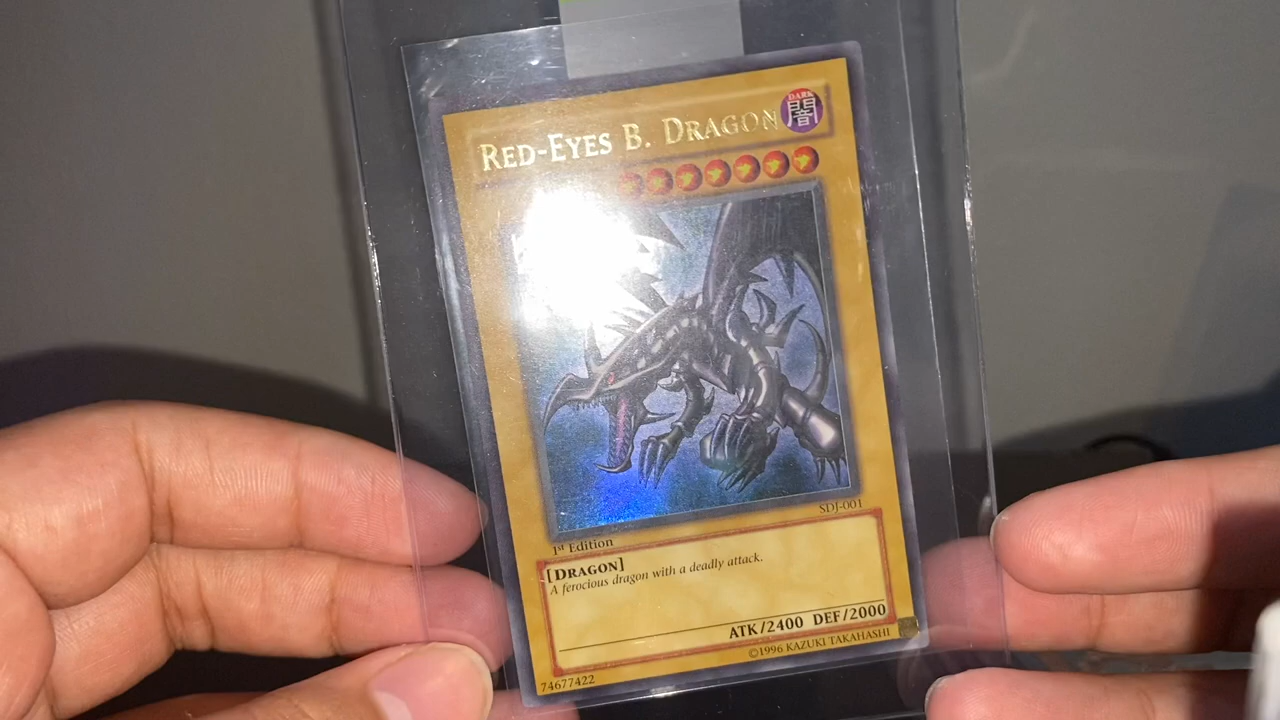 RED-EYES B. DRAGON
DARK
闇
SDJ-001
1st Edition
[DRAGON]
A ferocious dragon with a deadly attack.
ATK/2400 DEF/2000
74677422
©1996 KAZUKI TAKAHASHI